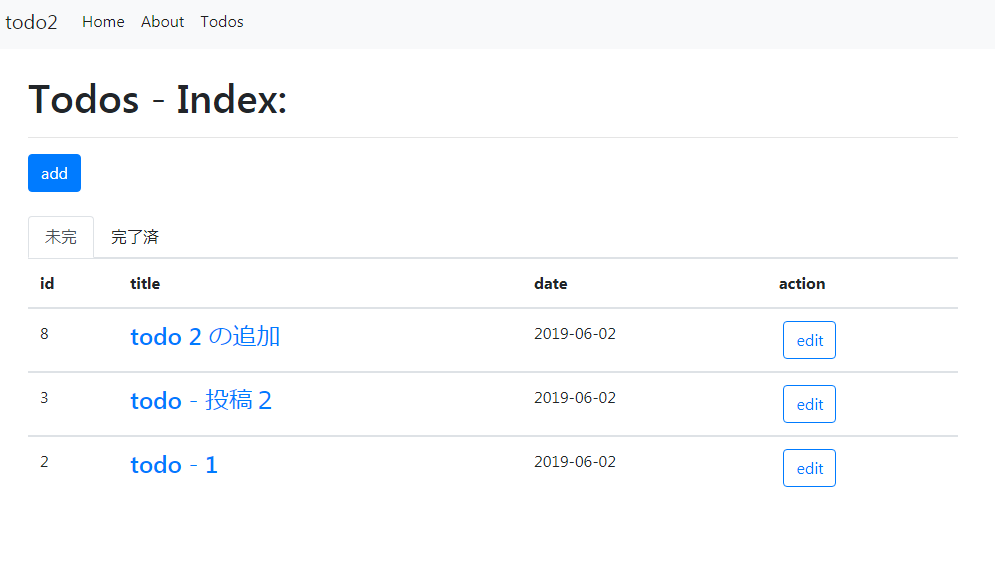 todo2 Home About Todos
Todos - Index:
add
未完 完了済
id title date action
8 todo 2 の追加 2019-06-02 edit
3 todo - 投稿２ 2019-06-02 edit
2 todo - 1 2019-06-02 edit